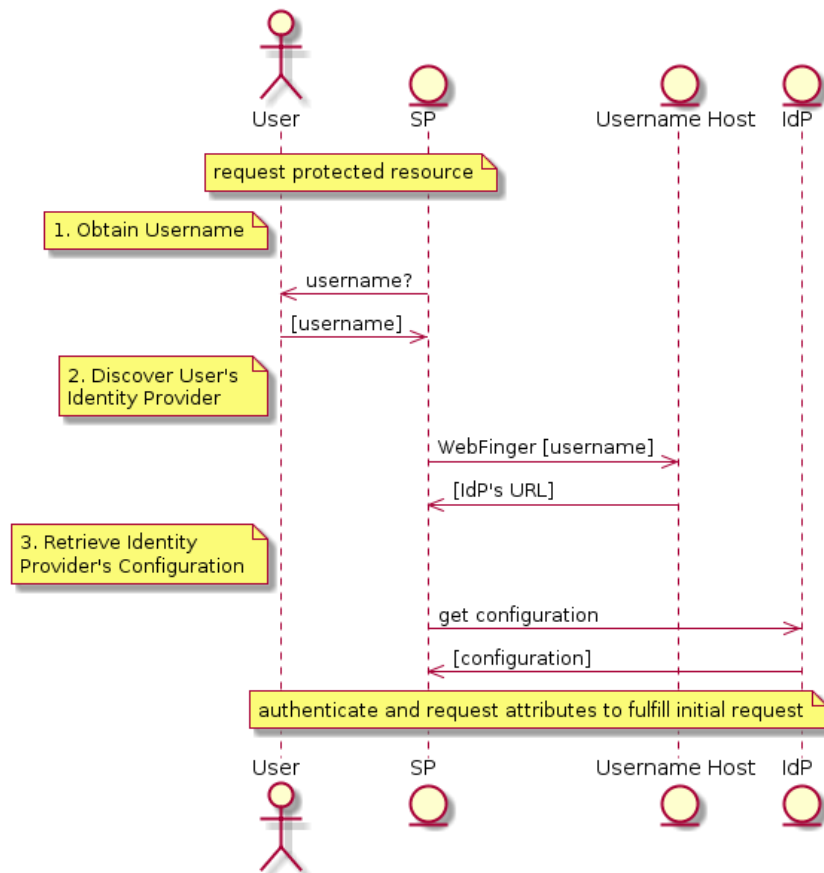 User
SP
Username Host
IdP
request protected resource
1. Obtain Username
username?
[username]
2. Discover User's
Identity Provider
WebFinger [username]
[IdP's URL]
3. Retrieve Identity
Provider's Configuration
get configuration
[configuration]
authenticate and request attributes to fulfill initial request
User
SP
Username Host
IdP